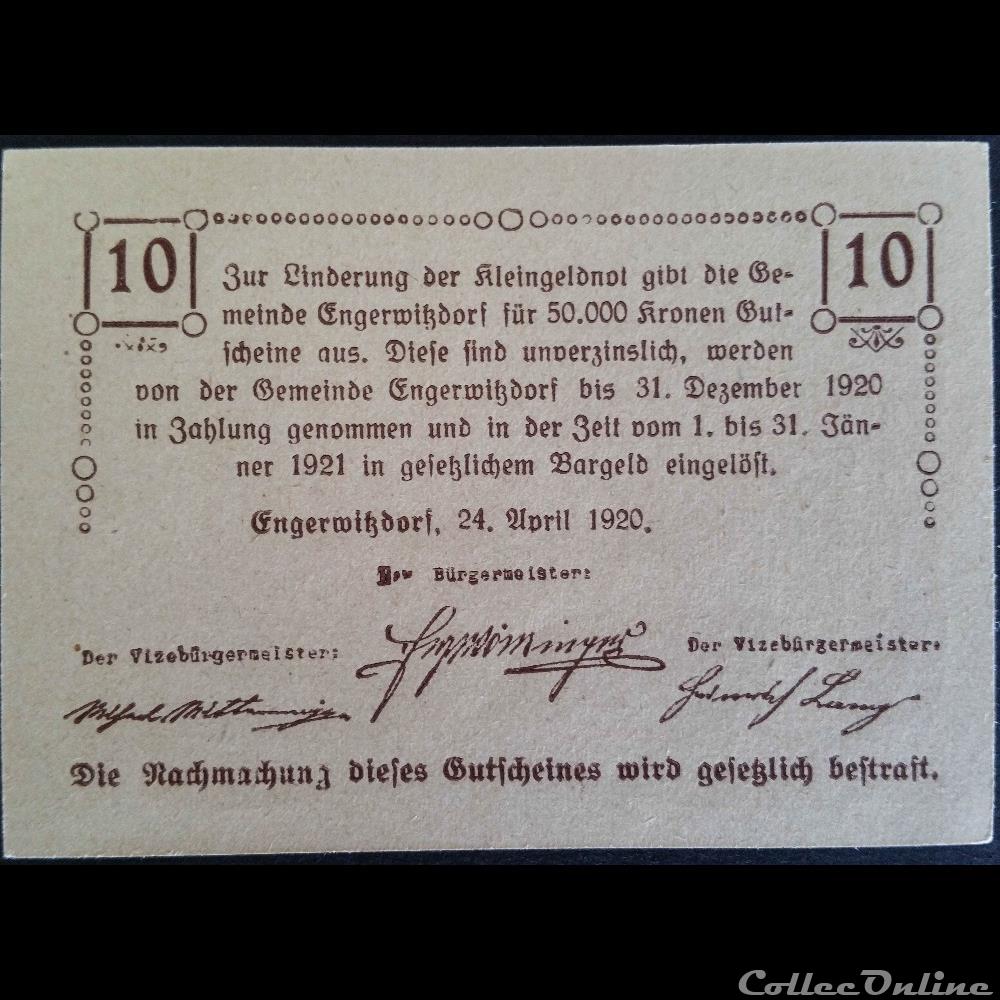 10
10
Zur Linderung der Kleingeldnot gibt die Ge-
meinde Engerwitzdorf für 50.000 Kronen Gut-
scheine aus. Diese sind unverzinslich, werden
von der Gemeinde Engerwitzdorf bis 31. Dezember 1920
in Zahlung genommen und in der Zeit vom 1. bis 31. Jän-
ner 1921 in gesetzlichem Bargeld eingelöst.
Engerwitzdorf, 24. April 1920.
Der Bürgermeister:
Der Vizebürgermeister:
Der Vizebürgermeister:
Heinrich Lang
Die Nachmachung dieses Gutscheines wird gesetzlich bestraft.
CollecOnline